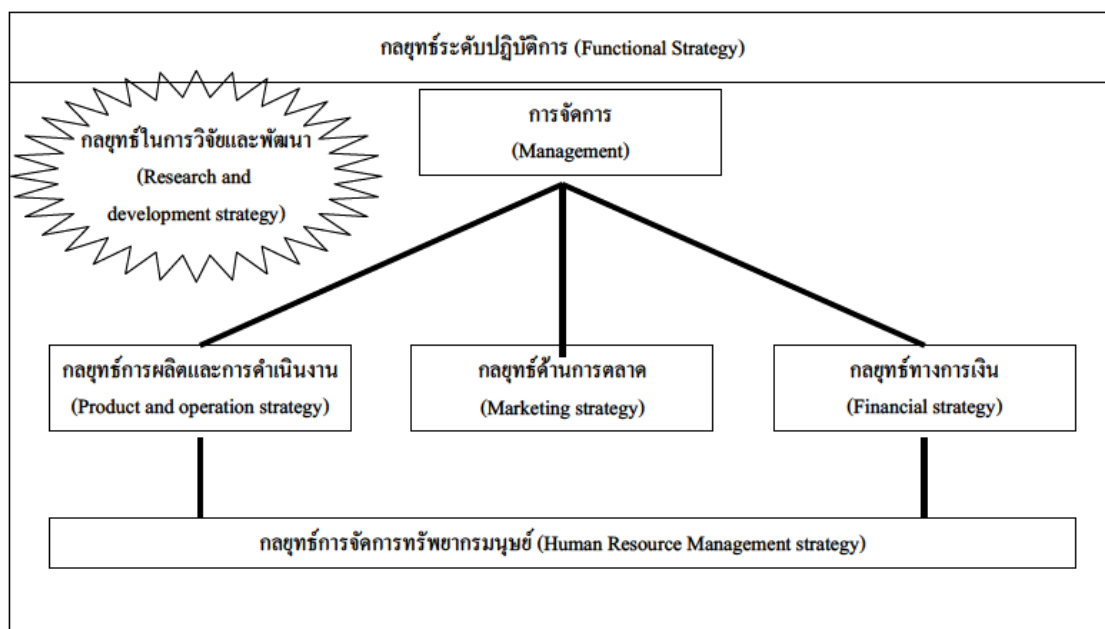 กลยุทธ์ระดับปฏิบัติการ (Functional Strategy)
กลยุทธ์ในการวิจัยและพัฒนา
(Research and
development strategy)
การจัดการ
(Management)
กลยุทธ์การผลิตและการดำเนินงาน
(Product and operation strategy)
กลยุทธ์ด้านการตลาด
(Marketing strategy)
กลยุทธ์ทางการเงิน
(Financial strategy)
กลยุทธ์การจัดการทรัพยากรมนุษย์ (Human Resource Management strategy)